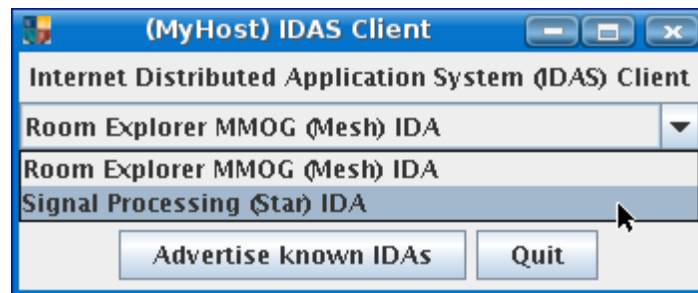 (MyHost) IDAS Client
Internet Distributed Application System (IDAS) Client
Room Explorer MMOG (Mesh) IDA
Room Explorer MMOG (Mesh) IDA
Signal Processing (Star) IDA
Advertise known IDAs Quit